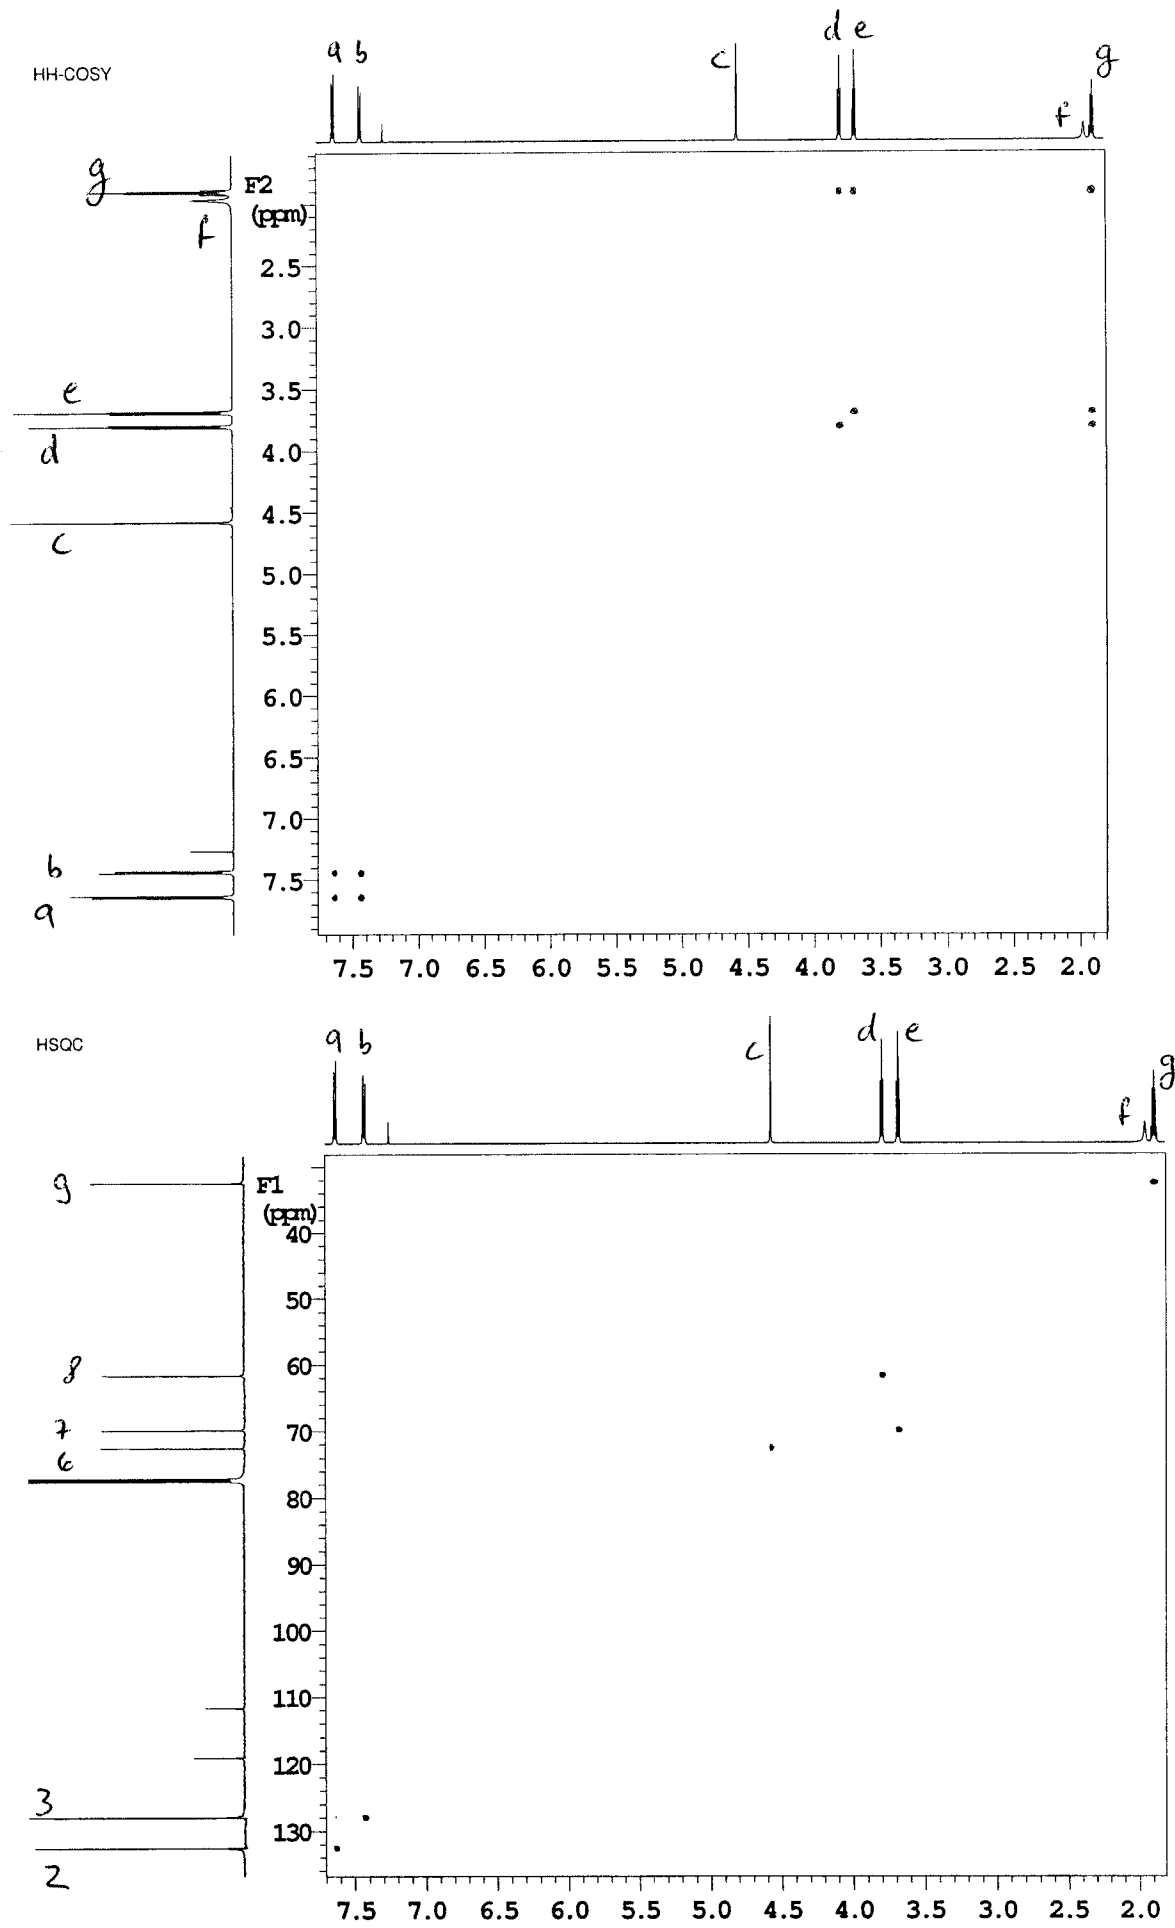 a b c d e
HH-COSY
f g
g
F2
(ppm)
f
2.5
3.0
3.5
e
4.0
d
4.5
c
5.0
5.5
6.0
6.5
7.0
b
7.5
a
7.5 7.0 6.5 6.0 5.5 5.0 4.5 4.0 3.5 3.0 2.5 2.0
HSQC
a b c d e f g
9
F1
(ppm)
40
50
8
60
7
70
6
80
90
100
110
120
3
130
2
7.5 7.0 6.5 6.0 5.5 5.0 4.5 4.0 3.5 3.0 2.5 2.0